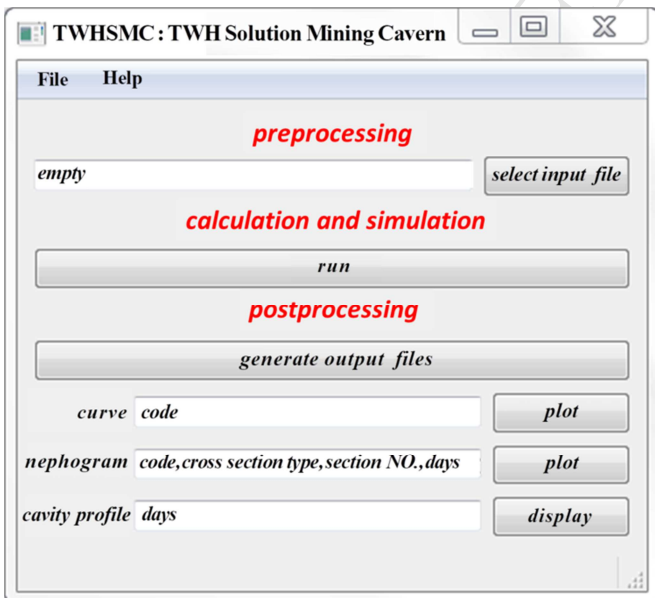 TWHSMC : TWH Solution Mining Cavern
File Help
preprocessing
empty select input file
calculation and simulation
run
postprocessing
generate output files
curve code plot
nephogram code,cross section type,section NO.,days plot
cavity profile days display